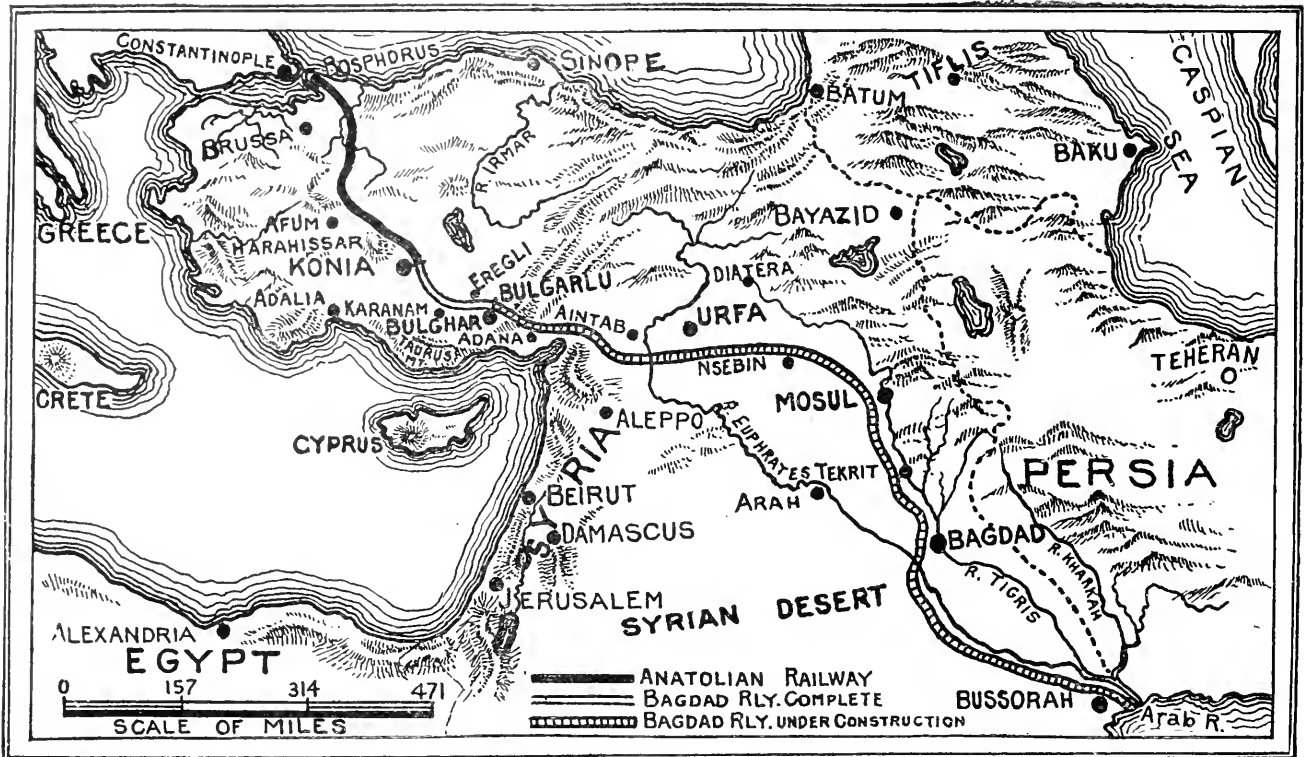 CONSTANTINOPLE
BOSPHORUS
SINOPE
TIFLIS
CASPIAN
SEA
BATUM
BRUSSA
R. IRMAR
BAKU
AFUM
HARAHISSAR
BAYAZID
GREECE
KONIA
EREGLI
DIATERA
BULGARLU
ADALIA
KARANAM
BULGHAR
AINTAB
URFA
ADANA
TADRUSA
MT.
NSEBIN
TEHERAN
CRETE
MOSUL
ALEPPO
CYPRUS
R. EUPHRATES
TEKRIT
PERSIA
SYRIA
BEIRUT
ARAH
DAMASCUS
BAGDAD
R. KHARKAH
R. TIGRIS
JERUSALEM
SYRIAN DESERT
ALEXANDRIA
EGYPT
0 157 314 471
SCALE OF MILES
ANATOLIAN RAILWAY
BAGDAD RLY. COMPLETE
BAGDAD RLY. UNDER CONSTRUCTION
BUSSORAH
Arab R.